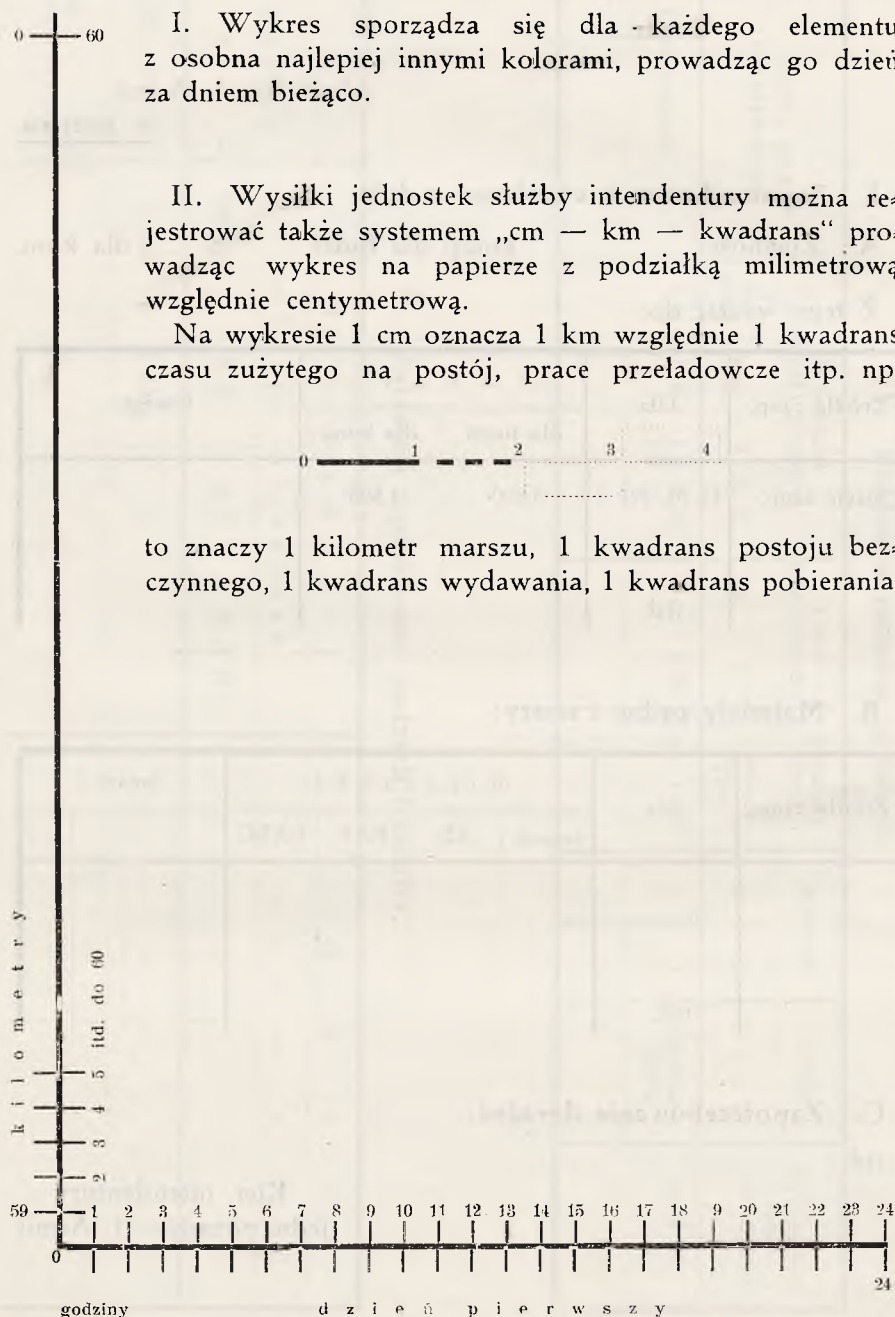 0 60
I. Wykres sporządza się dla każdego elementu
z osobna najlepiej innymi kolorami, prowadząc go dzień
za dniem bieżąco.
II. Wysiłki jednostek służby intendentury można re=
jestrować także systemem „cm — km — kwadrans“ pro=
wadząc wykres na papierze z podziałką milimetrową
względnie centymetrową.
Na wykresie 1 cm oznacza 1 km względnie 1 kwadrans
czasu zużytego na postój, prace przeładowcze itp. np.
0 1 2 3 4
to znaczy 1 kilometr marszu, 1 kwadrans postoju bez=
czynnego, 1 kwadrans wydawania, 1 kwadrans pobierania
kilometry
2 3 4 5 itd. do 60
59 1 2 3 4 5 6 7 8 9 10 11 12 13 14 15 16 17 18 9 20 21 22 23 24
0 24
godziny dzień pierwszy